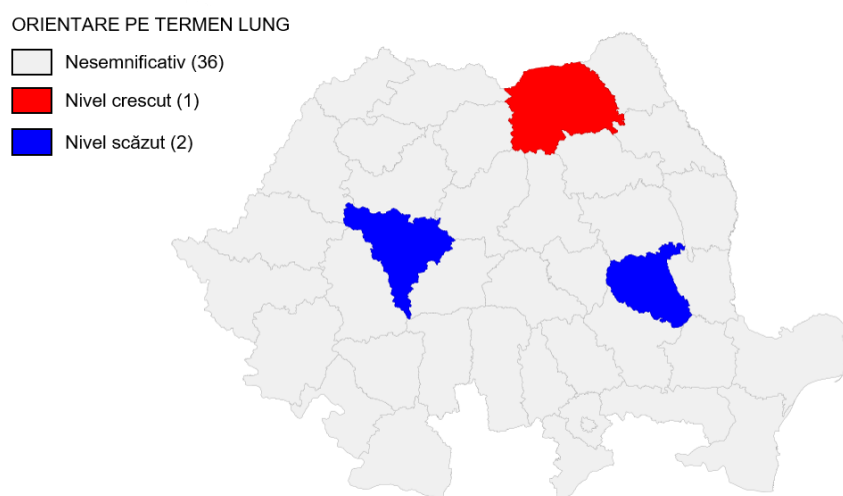 ORIENTARE PE TERMEN LUNG
Nesemnificativ (36)
Nivel crescut (1)
Nivel scăzut (2)